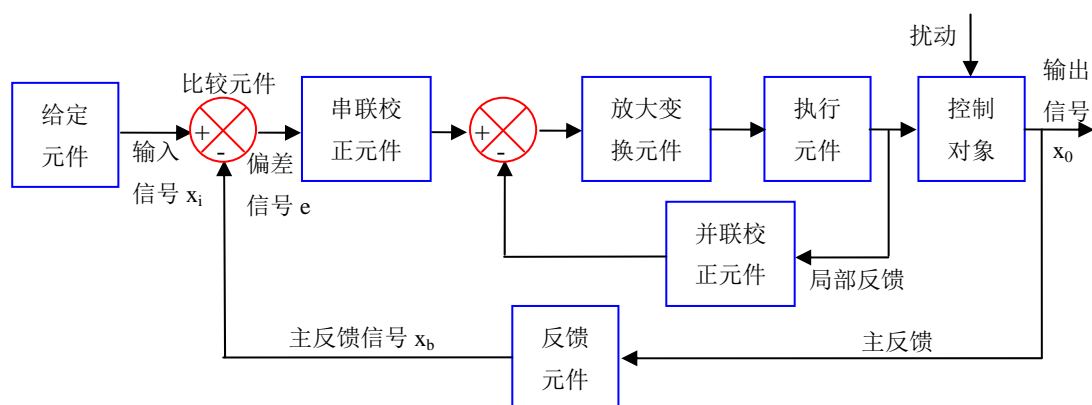 扰动
比较元件
输出
信号
x₀
给定
元件
+
-
串联校
正元件
+
-
放大变
换元件
执行
元件
控制
对象
输入
信号 xᵢ
偏差
信号 e
并联校
正元件
局部反馈
主反馈信号 x_b
反馈
元件
主反馈